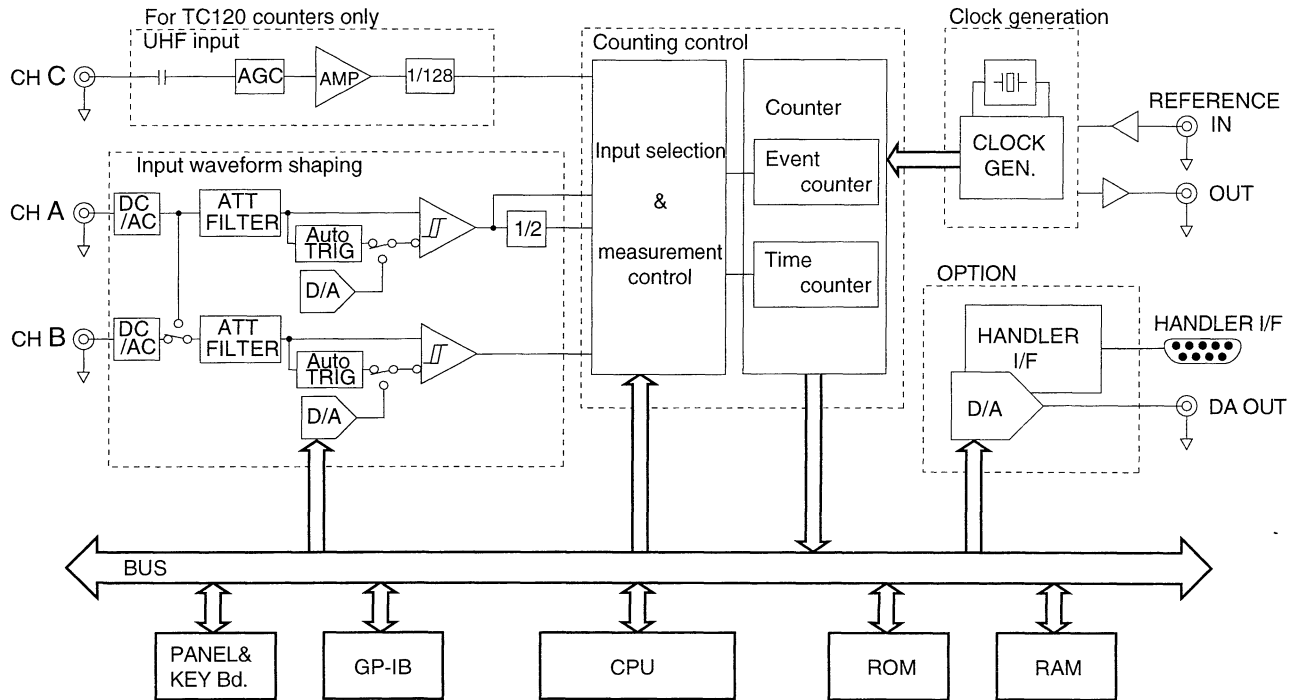 For TC120 counters only
UHF input
CH C
AGC
AMP
1/128
Counting control
Input selection
&
measurement
control
Counter
Event
counter
Time
counter
Clock generation
CLOCK
GEN.
REFERENCE
IN
OUT
Input waveform shaping
CH A
DC
/AC
ATT
FILTER
Auto
TRIG
D/A
1/2
CH B
DC
/AC
ATT
FILTER
Auto
TRIG
D/A
OPTION
HANDLER
I/F
D/A
HANDLER I/F
DA OUT
BUS
PANEL&
KEY Bd.
GP-IB
CPU
ROM
RAM